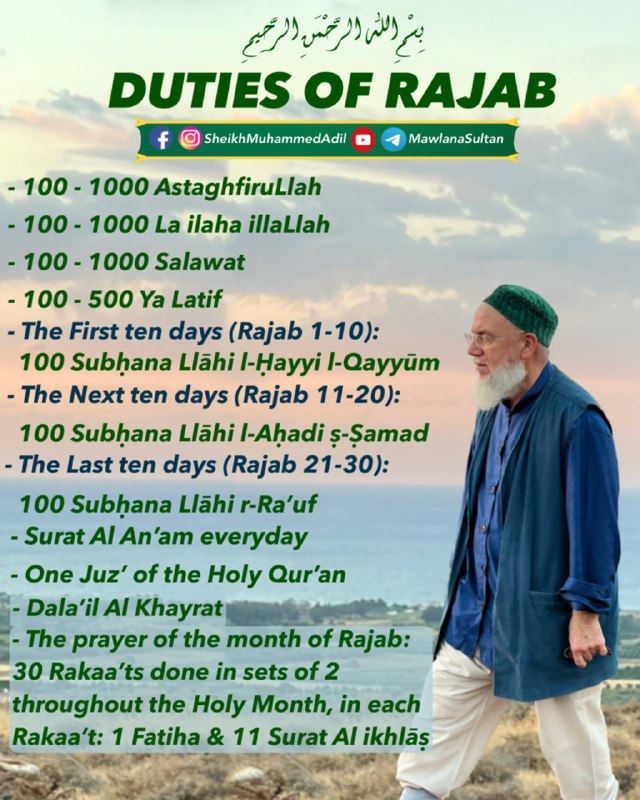 بِسْمِ اللهِ الرَّحْمٰنِ الرَّحِيمِ
DUTIES OF RAJAB
SheikhMuhammedAdil MawlanaSultan
- 100 - 1000 AstaghfiruLlah
- 100 - 1000 La ilaha illaLlah
- 100 - 1000 Salawat
- 100 - 500 Ya Latif
- The First ten days (Rajab 1-10):
100 Subḥana Llāhi l-Ḥayyi l-Qayyūm
- The Next ten days (Rajab 11-20):
100 Subḥana Llāhi l-Aḥadi ṣ-Ṣamad
- The Last ten days (Rajab 21-30):
100 Subḥana Llāhi r-Ra’uf
- Surat Al An’am everyday
- One Juz’ of the Holy Qur’an
- Dala’il Al Khayrat
- The prayer of the month of Rajab:
30 Rakaa’ts done in sets of 2
throughout the Holy Month, in each
Rakaa’t: 1 Fatiha & 11 Surat Al ikhlāṣ